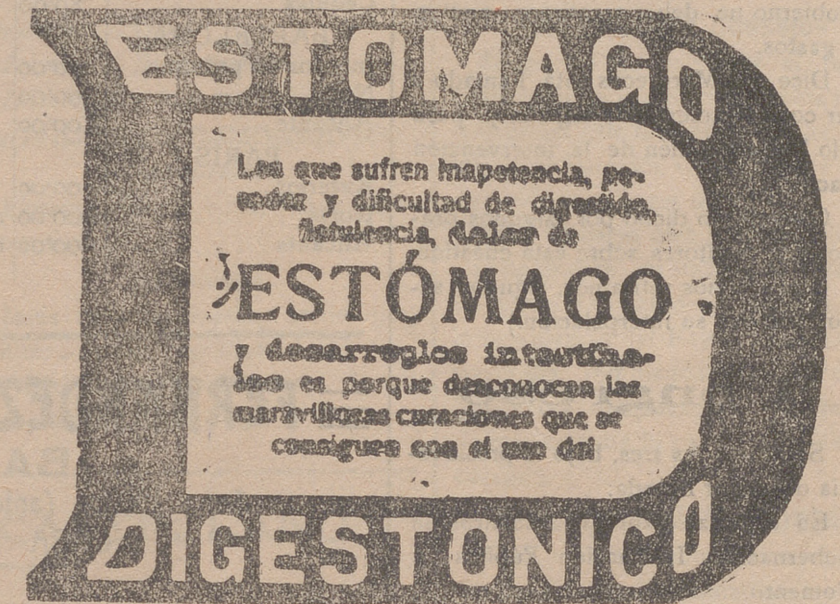 ESTOMAGO
Los que sufren inapetencia, pe-
sadez y dificultad de digestión,
flatulencia, dolor de
ESTÓMAGO
y desarreglos intestina-
les es porque desconocen las
maravillosas curaciones que se
consiguen con el uso del
DIGESTONICO